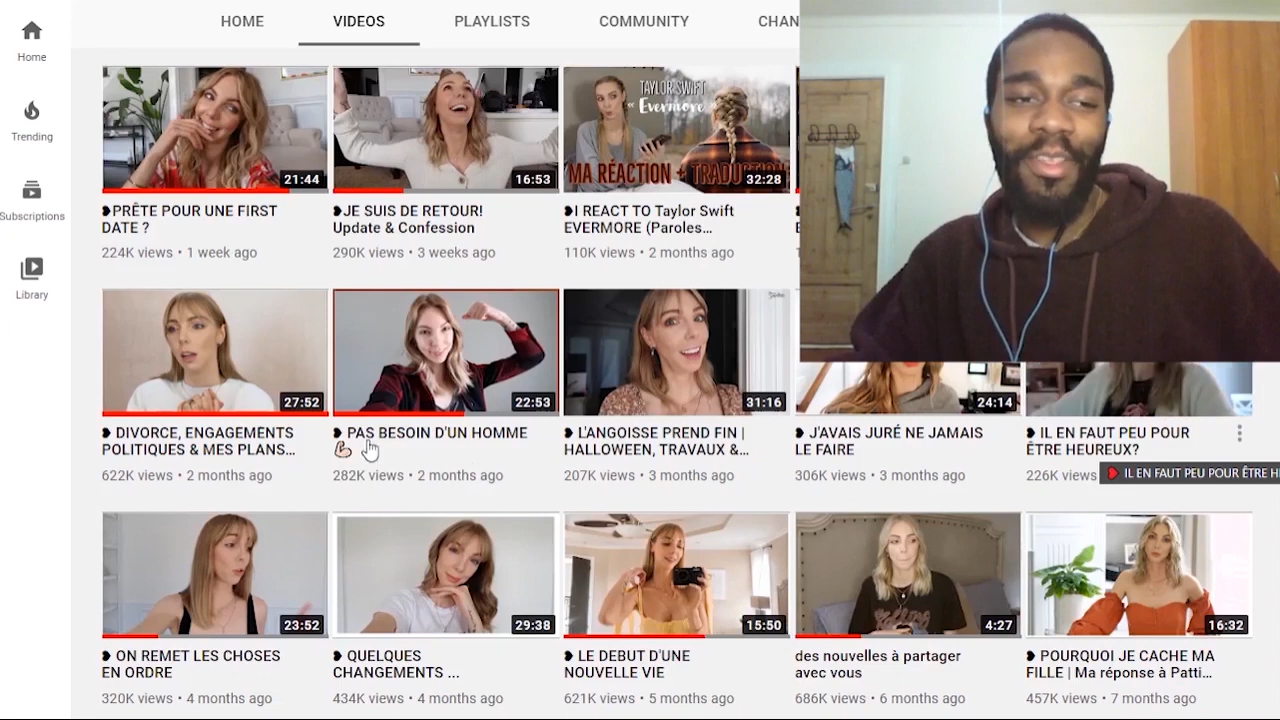 HOME
VIDEOS
PLAYLISTS
COMMUNITY
CHAN
Home
Trending
Subscriptions
Library
TAYLOR SWIFT
Evermore
MA RÉACTION + TRADUCTION
21:44
16:53
32:28
❥PRÊTE POUR UNE FIRST
DATE ?
224K views • 1 week ago
❥JE SUIS DE RETOUR!
Update & Confession
290K views • 3 weeks ago
❥I REACT TO Taylor Swift
EVERMORE (Paroles...
110K views • 2 months ago
27:52
22:53
31:16
24:14
❥ DIVORCE, ENGAGEMENTS
POLITIQUES & MES PLANS...
622K views • 2 months ago
❥ PAS BESOIN D'UN HOMME
💪🏻
282K views • 2 months ago
❥ L'ANGOISSE PREND FIN |
HALLOWEEN, TRAVAUX &...
207K views • 3 months ago
❥ J'AVAIS JURÉ NE JAMAIS
LE FAIRE
306K views • 3 months ago
❥ IL EN FAUT PEU POUR
ÊTRE HEUREUX?
226K views
❥ IL EN FAUT PEU POUR ÊTRE H
23:52
29:38
15:50
4:27
16:32
❥ ON REMET LES CHOSES
EN ORDRE
320K views • 4 months ago
❥ QUELQUES
CHANGEMENTS ...
434K views • 4 months ago
❥ LE DEBUT D'UNE
NOUVELLE VIE
621K views • 5 months ago
des nouvelles à partager
avec vous
686K views • 6 months ago
❥ POURQUOI JE CACHE MA
FILLE | Ma réponse à Patti...
457K views • 7 months ago